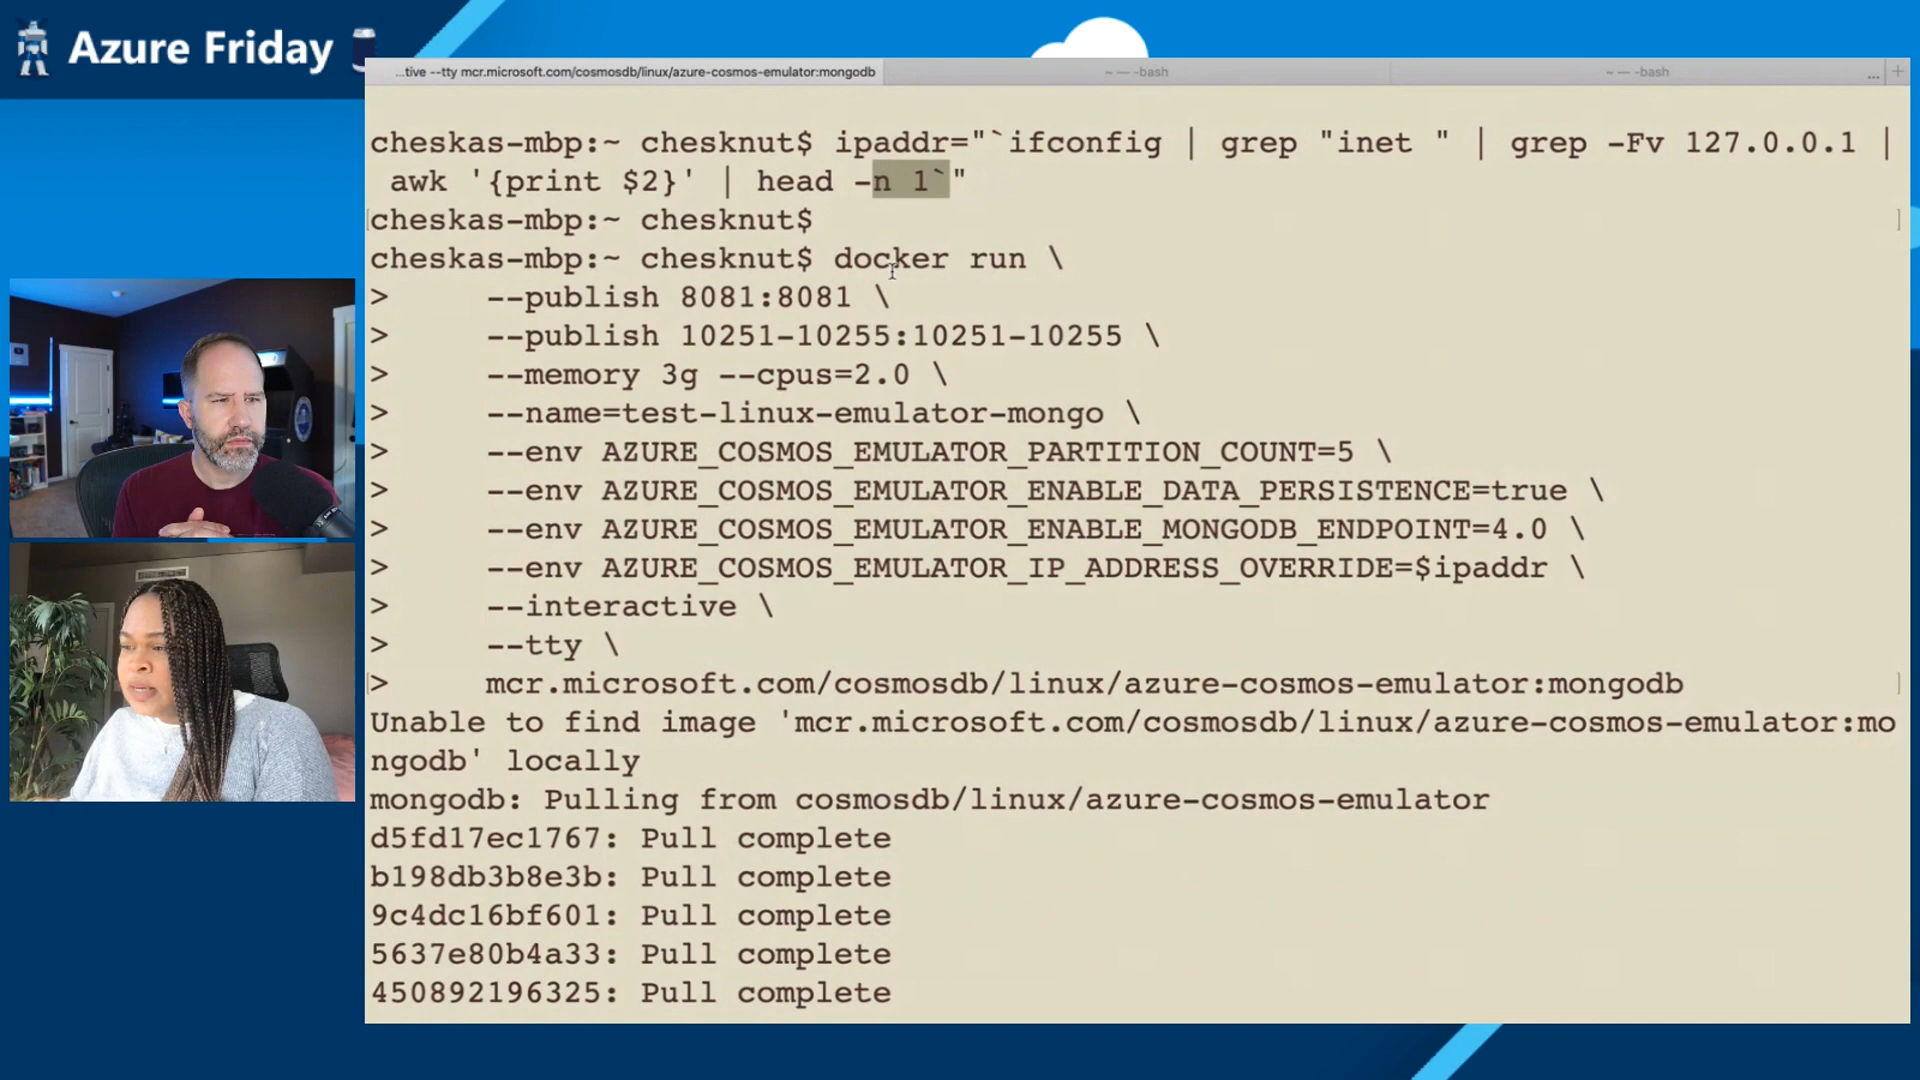 Azure Friday
...tive --tty mcr.microsoft.com/cosmosdb/linux/azure-cosmos-emulator:mongodb
~ — -bash
~ — -bash
... +
cheskas-mbp:~ chesknut$ ipaddr="`ifconfig | grep "inet " | grep -Fv 127.0.0.1 |
awk '{print $2}' | head -n 1`"
cheskas-mbp:~ chesknut$
cheskas-mbp:~ chesknut$ docker run \
> --publish 8081:8081 \
> --publish 10251-10255:10251-10255 \
> --memory 3g --cpus=2.0 \
> --name=test-linux-emulator-mongo \
> --env AZURE_COSMOS_EMULATOR_PARTITION_COUNT=5 \
> --env AZURE_COSMOS_EMULATOR_ENABLE_DATA_PERSISTENCE=true \
> --env AZURE_COSMOS_EMULATOR_ENABLE_MONGODB_ENDPOINT=4.0 \
> --env AZURE_COSMOS_EMULATOR_IP_ADDRESS_OVERRIDE=$ipaddr \
> --interactive \
> --tty \
> mcr.microsoft.com/cosmosdb/linux/azure-cosmos-emulator:mongodb
Unable to find image 'mcr.microsoft.com/cosmosdb/linux/azure-cosmos-emulator:mo
ngodb' locally
mongodb: Pulling from cosmosdb/linux/azure-cosmos-emulator
d5fd17ec1767: Pull complete
b198db3b8e3b: Pull complete
9c4dc16bf601: Pull complete
5637e80b4a33: Pull complete
450892196325: Pull complete